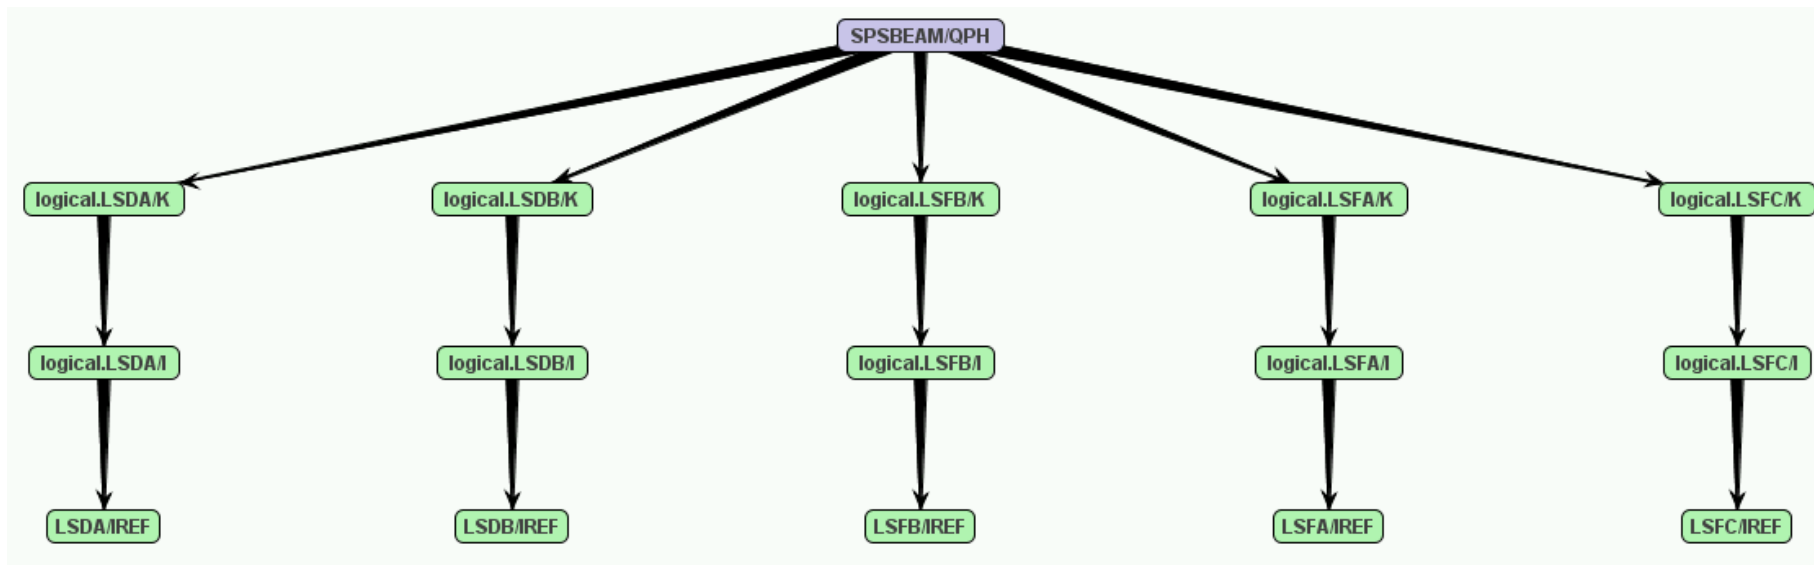 SPSBEAM/QPH
logical.LSDA/K
logical.LSDB/K
logical.LSFB/K
logical.LSFA/K
logical.LSFC/K
logical.LSDA/I
logical.LSDB/I
logical.LSFB/I
logical.LSFA/I
logical.LSFC/I
LSDA/IREF
LSDB/IREF
LSFB/IREF
LSFA/IREF
LSFC/IREF